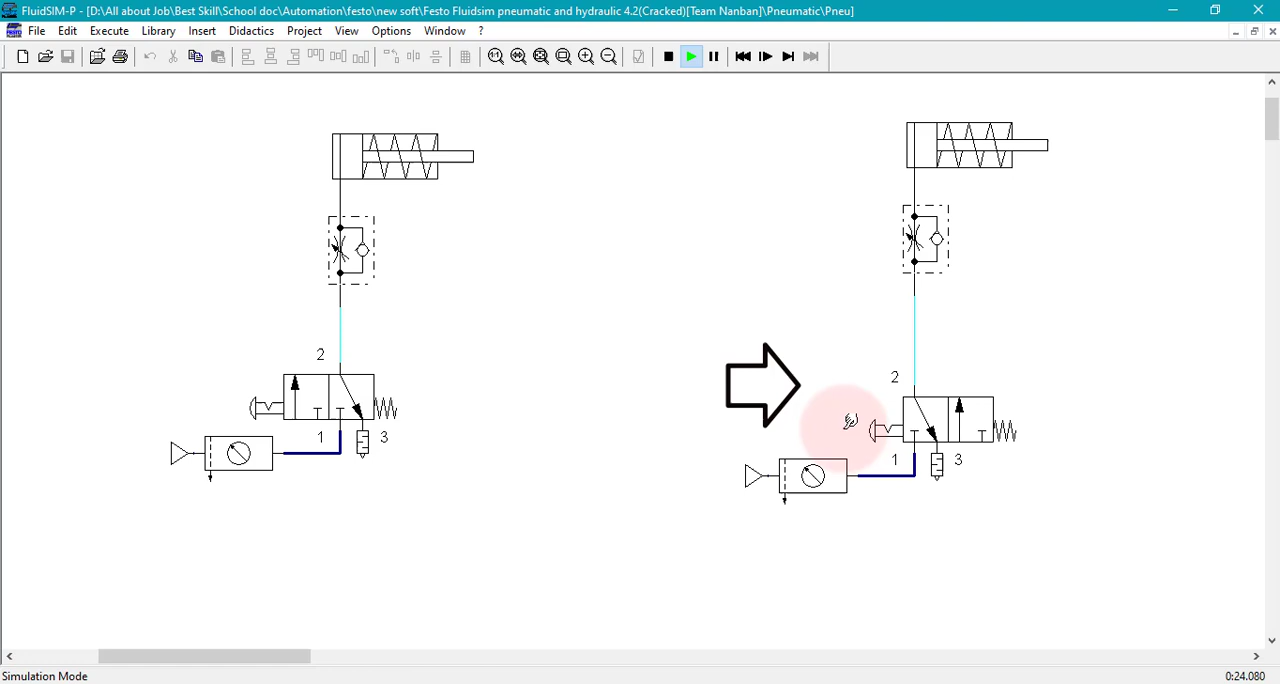 FluidSIM-P - [D:\All about Job\Best Skill\School doc\Automation\festo\new soft\Festo Fluidsim pneumatic and hydraulic 4.2(Cracked)[Team Nanban]\Pneumatic\Pneu]
File Edit Execute Library Insert Didactics Project View Options Window ?
2
1
3
2
1
3
Simulation Mode
0:24.080